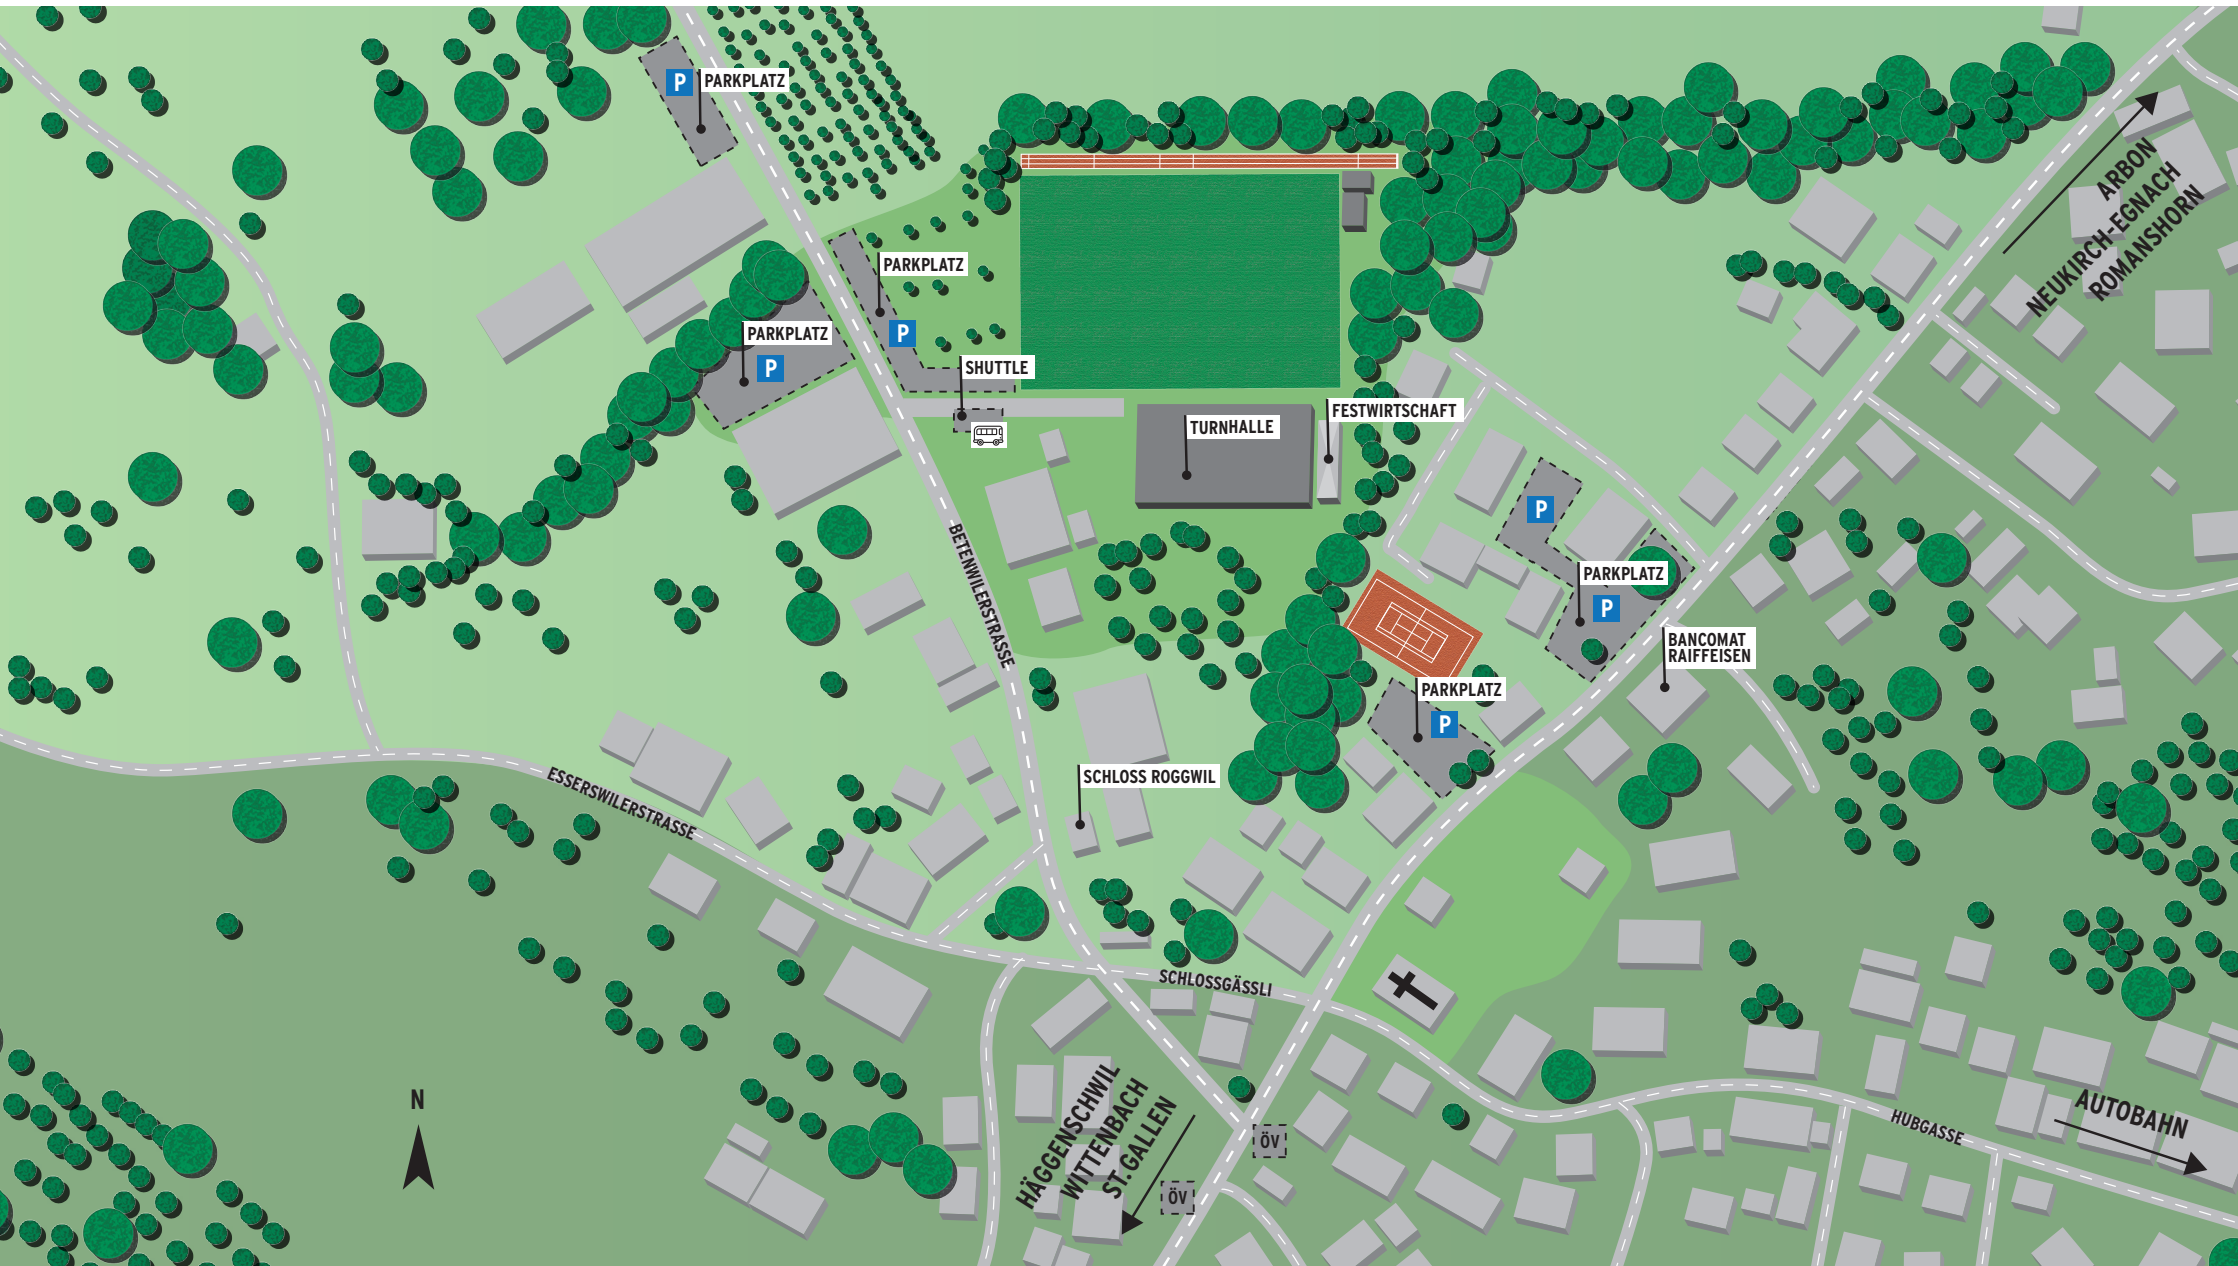 P PARKPLATZ
PARKPLATZ
P
PARKPLATZ
P
SHUTTLE
TURNHALLE
FESTWIRTSCHAFT
ARBON
NEUKIRCH-EGNACH
ROMANSHORN
P
PARKPLATZ
P
BANCOMAT
RAIFFEISEN
PARKPLATZ
P
BETENWILERSTRASSE
SCHLOSS ROGGWIL
ESSERSWILERSTRASSE
SCHLOSSGÄSSLI
N
HÄGGENSCHWIL
WITTENBACH
ST.GALLEN
ÖV
ÖV
HUBGASSE
AUTOBAHN